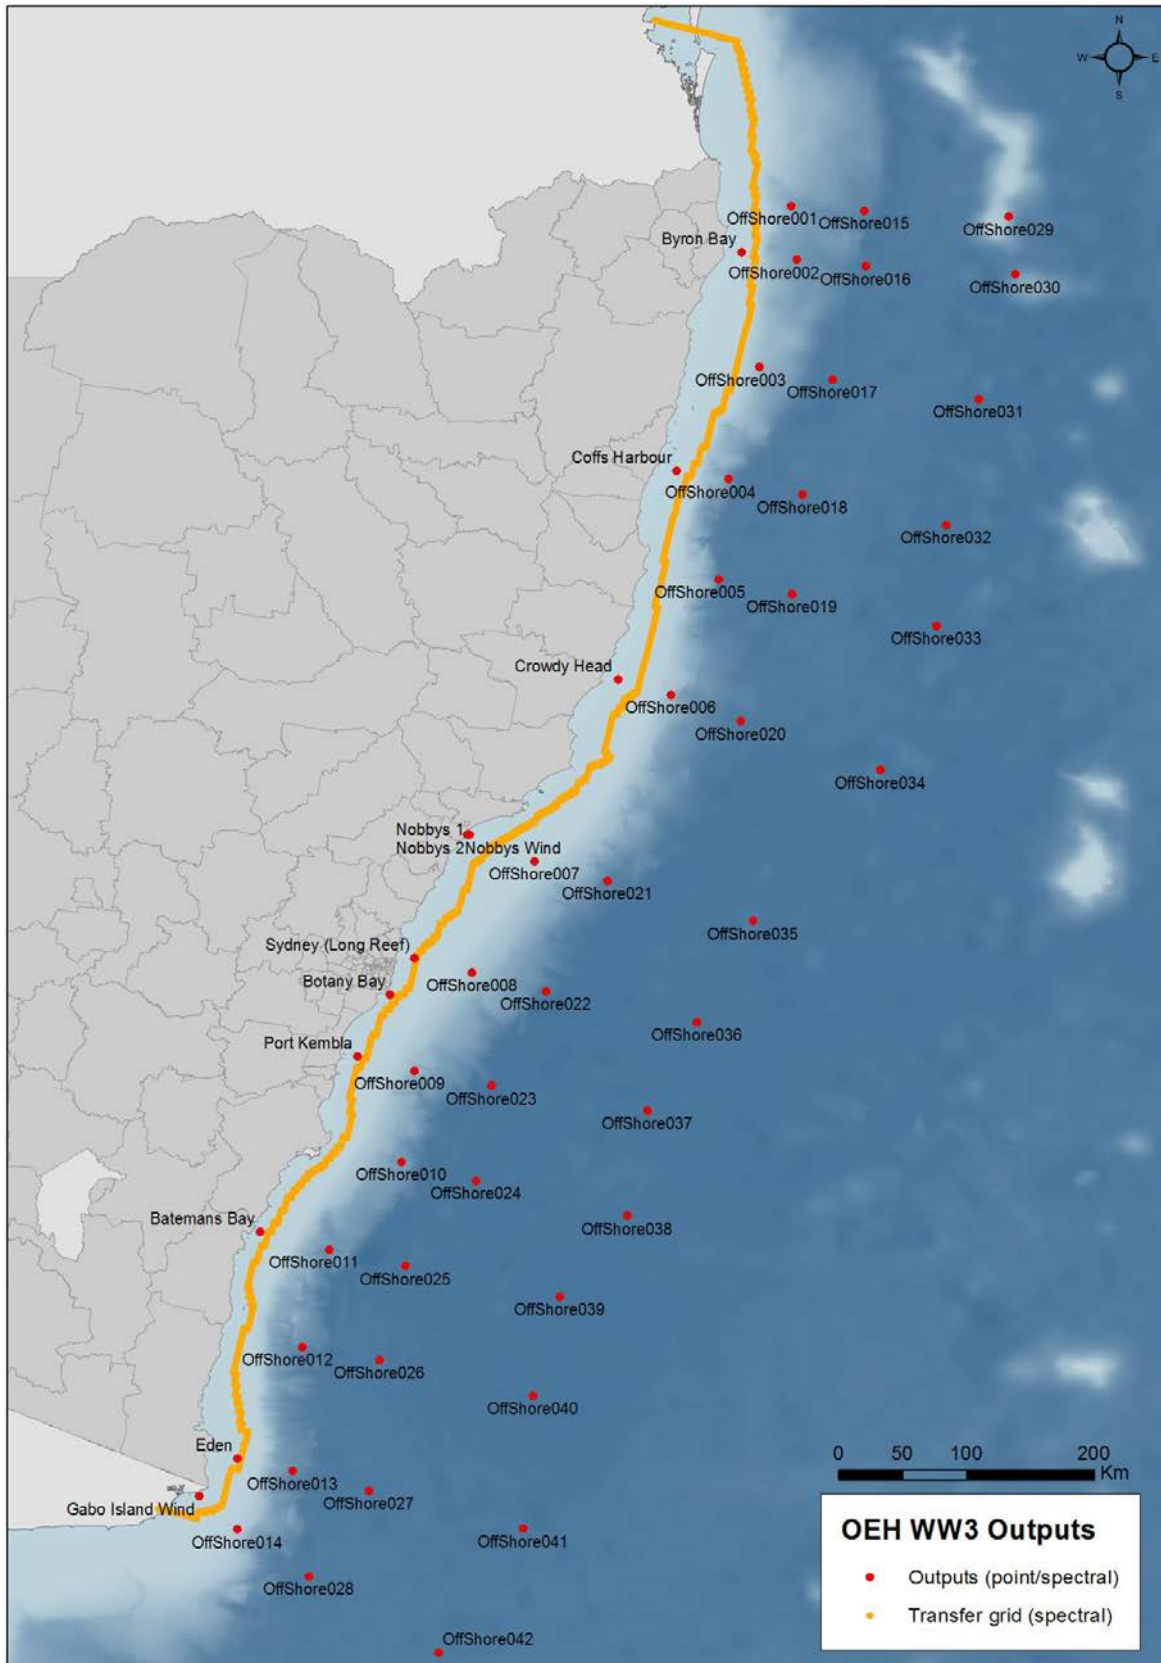 N
W
E
S
OffShore001
OffShore015
OffShore029
Byron Bay
OffShore002
OffShore016
OffShore030
OffShore003
OffShore017
OffShore031
Coffs Harbour
OffShore004
OffShore018
OffShore032
OffShore005
OffShore019
OffShore033
Crowdy Head
OffShore006
OffShore020
OffShore034
Nobbys 1
Nobbys 2Nobbys Wind
OffShore007
OffShore021
OffShore035
Sydney (Long Reef)
OffShore008
Botany Bay
OffShore022
OffShore036
Port Kembla
OffShore009
OffShore023
OffShore037
OffShore010
OffShore024
Batemans Bay
OffShore038
OffShore011
OffShore025
OffShore039
OffShore012
OffShore026
OffShore040
Eden
OffShore013
OffShore027
Gabo Island Wind
OffShore014
OffShore041
OffShore028
OffShore042
0 50 100 200
Km
OEH WW3 Outputs
Outputs (point/spectral)
Transfer grid (spectral)